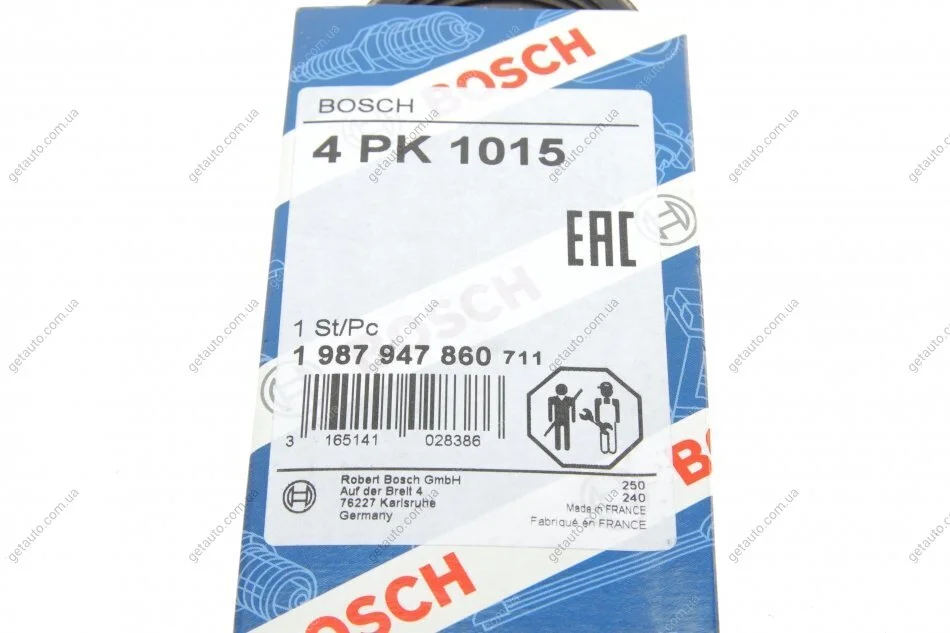 BOSCH
BOSCH
4 PK 1015
EAC
BOSCH
1 St/Pc
1 987 947 860 711
3 165141 028386
Robert Bosch GmbH
Auf der Breit 4
76227 Karlsruhe
Germany
250
240
Made in FRANCE
Fabriqué en FRANCE
B
BOSCH
getauto.com.ua